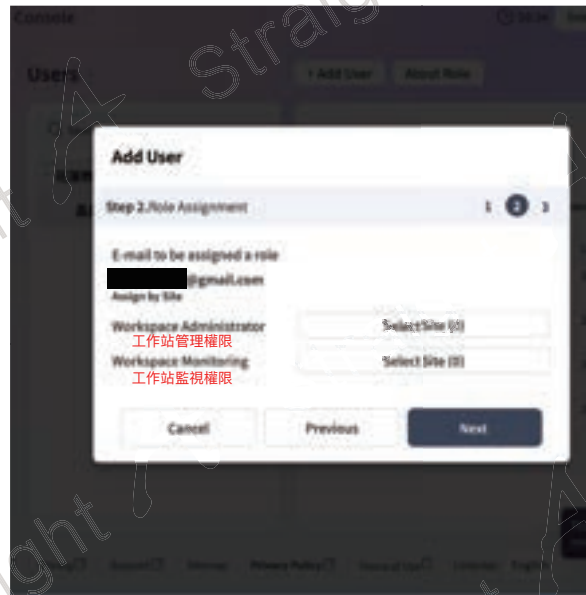 Console
Users
+ Add User
About Role
Add User
Step 2.Role Assignment
1 2 3
E-mail to be assigned a role
@gmail.com
Assign by Site
Workspace Administrator
Select Site (0)
工作站管理權限
Workspace Monitoring
Select Site (0)
工作站監視權限
Cancel
Previous
Next
Privacy Policy